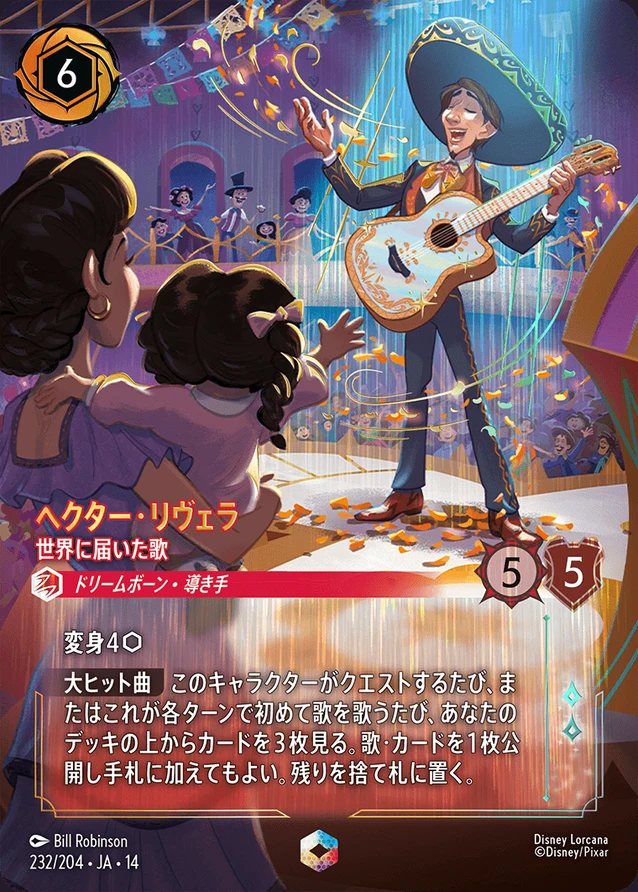 6
ヘクター・リヴェラ
世界に届いた歌
ドリームボーン・導き手
5
5
変身4⬡
大ヒット曲 このキャラクターがクエストするたび、ま
たはこれが各ターンで初めて歌を歌うたび、あなたの
デッキの上からカードを3枚見る。歌・カードを1枚公
開し手札に加えてもよい。残りを捨て札に置く。
Bill Robinson
232/204・JA・14
Disney Lorcana
©Disney/Pixar